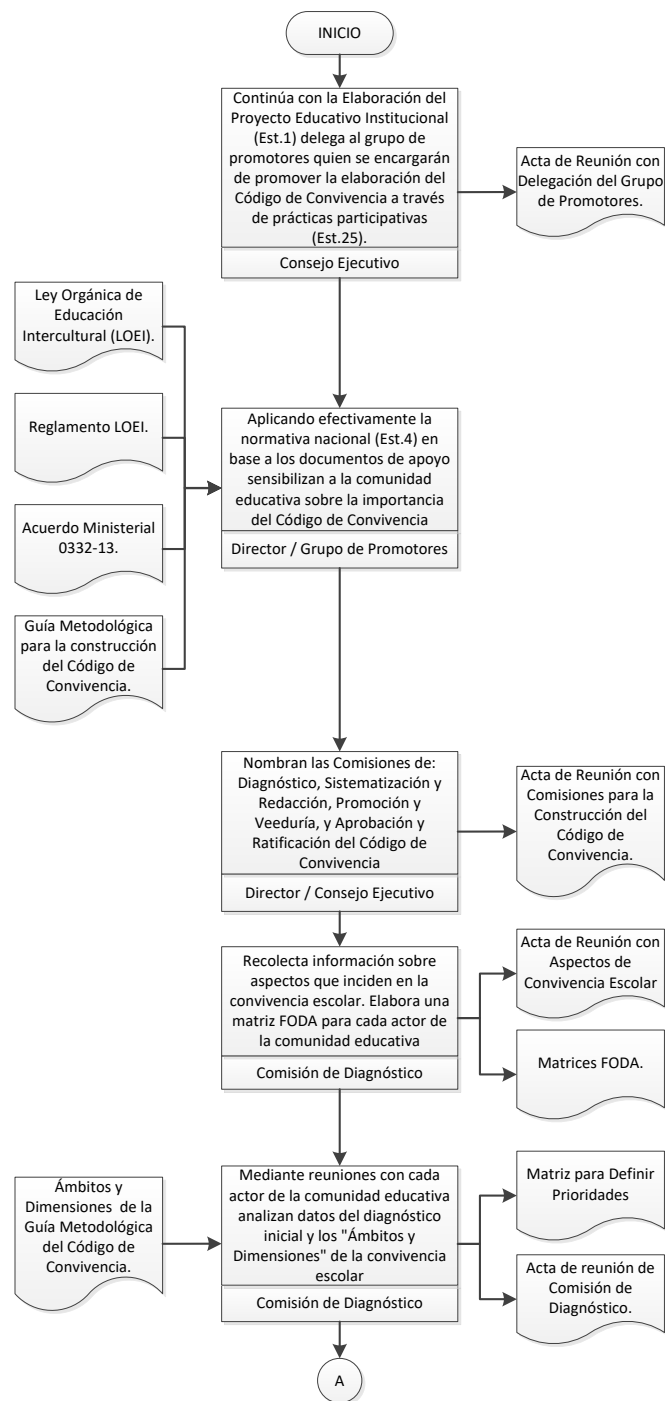 INICIO
Continúa con la Elaboración del
Proyecto Educativo Institucional
(Est.1) delega al grupo de
promotores quien se encargarán
de promover la elaboración del
Código de Convivencia a través
de prácticas participativas
(Est.25).
Consejo Ejecutivo
Acta de Reunión con
Delegación del Grupo
de Promotores.
Ley Orgánica de
Educación
Intercultural (LOEI).
Reglamento LOEI.
Acuerdo Ministerial
0332-13.
Guía Metodológica
para la construcción
del Código de
Convivencia.
Aplicando efectivamente la
normativa nacional (Est.4) en
base a los documentos de apoyo
sensibilizan a la comunidad
educativa sobre la importancia
del Código de Convivencia
Director / Grupo de Promotores
Nombran las Comisiones de:
Diagnóstico, Sistematización y
Redacción, Promoción y
Veeduría, y Aprobación y
Ratificación del Código de
Convivencia
Director / Consejo Ejecutivo
Acta de Reunión con
Comisiones para la
Construcción del
Código de
Convivencia.
Recolecta información sobre
aspectos que inciden en la
convivencia escolar. Elabora una
matriz FODA para cada actor de
la comunidad educativa
Comisión de Diagnóstico
Acta de Reunión con
Aspectos de
Convivencia Escolar
Matrices FODA.
Ámbitos y
Dimensiones  de la
Guía Metodológica
del Código de
Convivencia.
Mediante reuniones con cada
actor de la comunidad educativa
analizan datos del diagnóstico
inicial y los "Ámbitos y
Dimensiones" de la convivencia
escolar
Comisión de Diagnóstico
Matriz para Definir
Prioridades
Acta de reunión de
Comisión de
Diagnóstico.
A